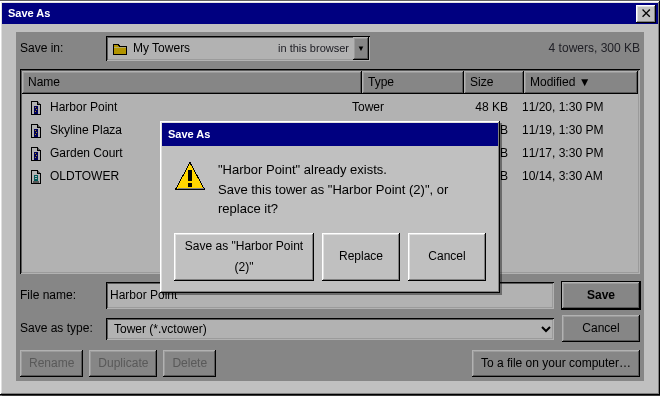 Save As
Save in:
My Towers
in this browser
4 towers, 300 KB
Name Type Size Modified ▼
Harbor Point Tower 48 KB 11/20, 1:30 PM
Skyline Plaza 11/19, 1:30 PM
Garden Court 11/17, 3:30 PM
OLDTOWER 10/14, 3:30 AM
Save As
"Harbor Point" already exists.
Save this tower as "Harbor Point (2)", or
replace it?
Save as "Harbor Point
(2)"
Replace
Cancel
File name:
Harbor Point
Save
Save as type:
Tower (*.vctower)
Cancel
Rename
Duplicate
Delete
To a file on your computer…